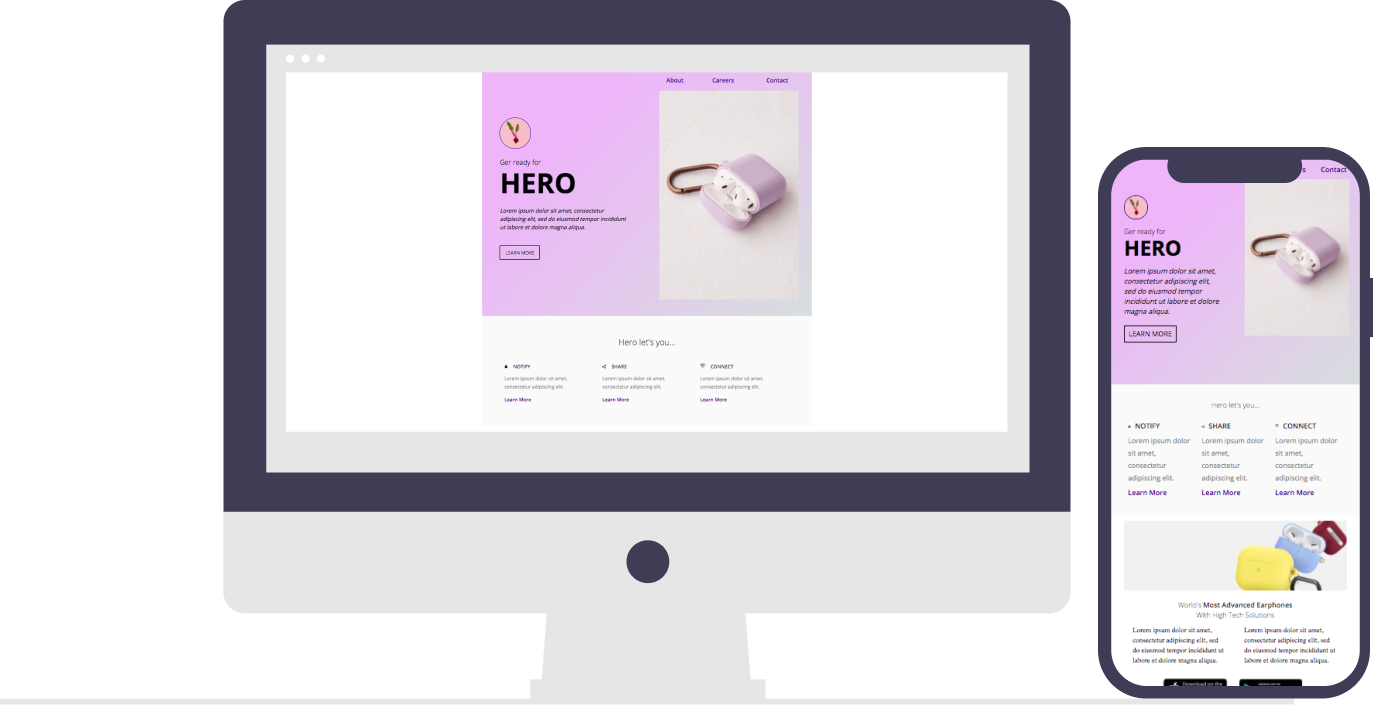 About Careers Contact
Ger ready for
HERO
Lorem ipsum dolor sit amet, consectetur
adipiscing elit, sed do eiusmod tempor incididunt
ut labore et dolore magna aliqua.
LEARN MORE
Hero let's you...
NOTIFY SHARE CONNECT
Lorem ipsum dolor sit amet, Lorem ipsum dolor sit amet, Lorem ipsum dolor sit amet,
consectetur adipiscing elit. consectetur adipiscing elit. consectetur adipiscing elit.
Learn More Learn More Learn More
s Contact
Ger ready for
HERO
Lorem ipsum dolor sit amet,
consectetur adipiscing elit,
sed do eiusmod tempor
incididunt ut labore et dolore
magna aliqua.
LEARN MORE
Hero let's you...
NOTIFY SHARE CONNECT
Lorem ipsum dolor Lorem ipsum dolor Lorem ipsum dolor
sit amet, sit amet, sit amet,
consectetur consectetur consectetur
adipiscing elit. adipiscing elit. adipiscing elit.
Learn More Learn More Learn More
World's Most Advanced Earphones
With High Tech Solutions
Lorem ipsum dolor sit amet, Lorem ipsum dolor sit amet,
consectetur adipiscing elit, sed consectetur adipiscing elit, sed
do eiusmod tempor incididunt ut do eiusmod tempor incididunt ut
labore et dolore magna aliqua. labore et dolore magna aliqua.
Download on the